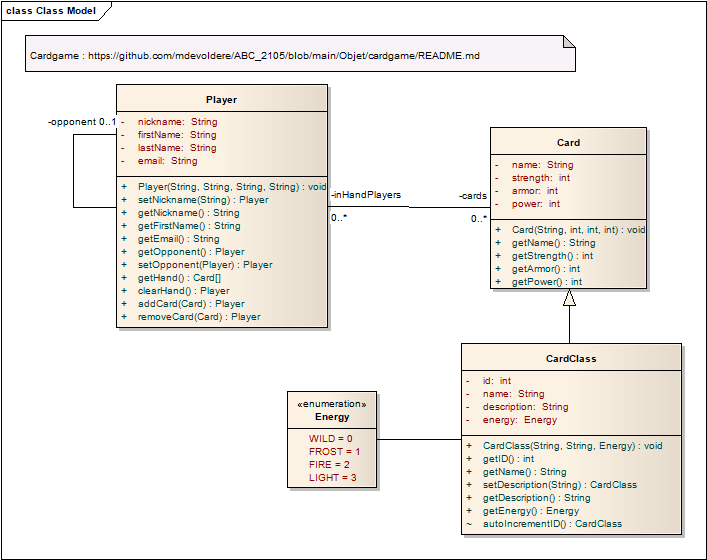 class Class Model
Cardgame : https://github.com/mdevoldere/ABC_2105/blob/main/Objet/cardgame/README.md
Player
-opponent 0..1
- nickname: String
- firstName: String
- lastName: String
- email: String
+ Player(String, String, String, String) : void
+ setNickname(String) : Player
+ getNickname() : String
+ getFirstName() : String
+ getEmail() : String
+ getOpponent() : Player
+ setOpponent(Player) : Player
+ getHand() : Card[]
+ clearHand() : Player
+ addCard(Card) : Player
+ removeCard(Card) : Player
-inHandPlayers
0..*
-cards
0..*
Card
- name: String
- strength: int
- armor: int
- power: int
+ Card(String, int, int, int) : void
+ getName() : String
+ getStrength() : int
+ getArmor() : int
+ getPower() : int
CardClass
- id: int
- name: String
- description: String
- energy: Energy
+ CardClass(String, String, Energy) : void
+ getID() : int
+ getName() : String
+ setDescription(String) : CardClass
+ getDescription() : String
+ getEnergy() : Energy
~ autoIncrementID() : CardClass
«enumeration»
Energy
WILD = 0
FROST = 1
FIRE = 2
LIGHT = 3